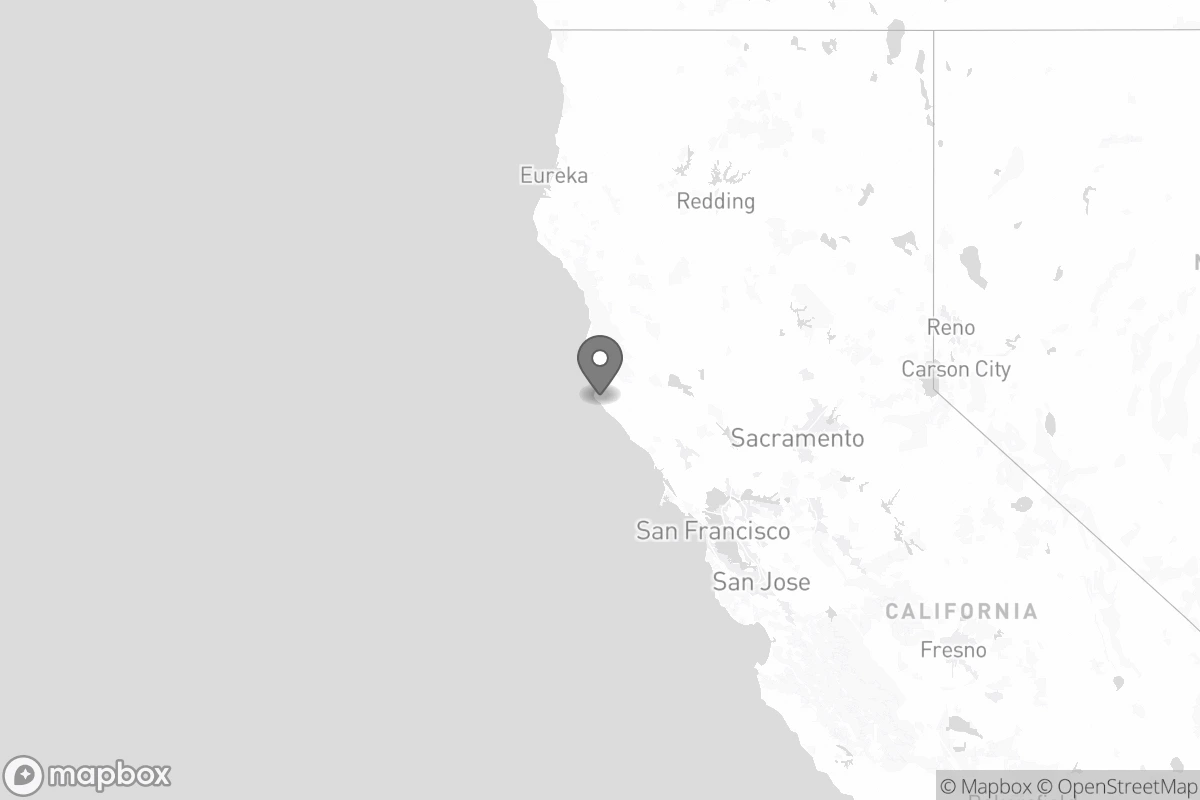 Eureka
Redding
Reno
Carson City
Sacramento
San Francisco
San Jose
CALIFORNIA
Fresno
mapbox
© Mapbox © OpenStreetMap